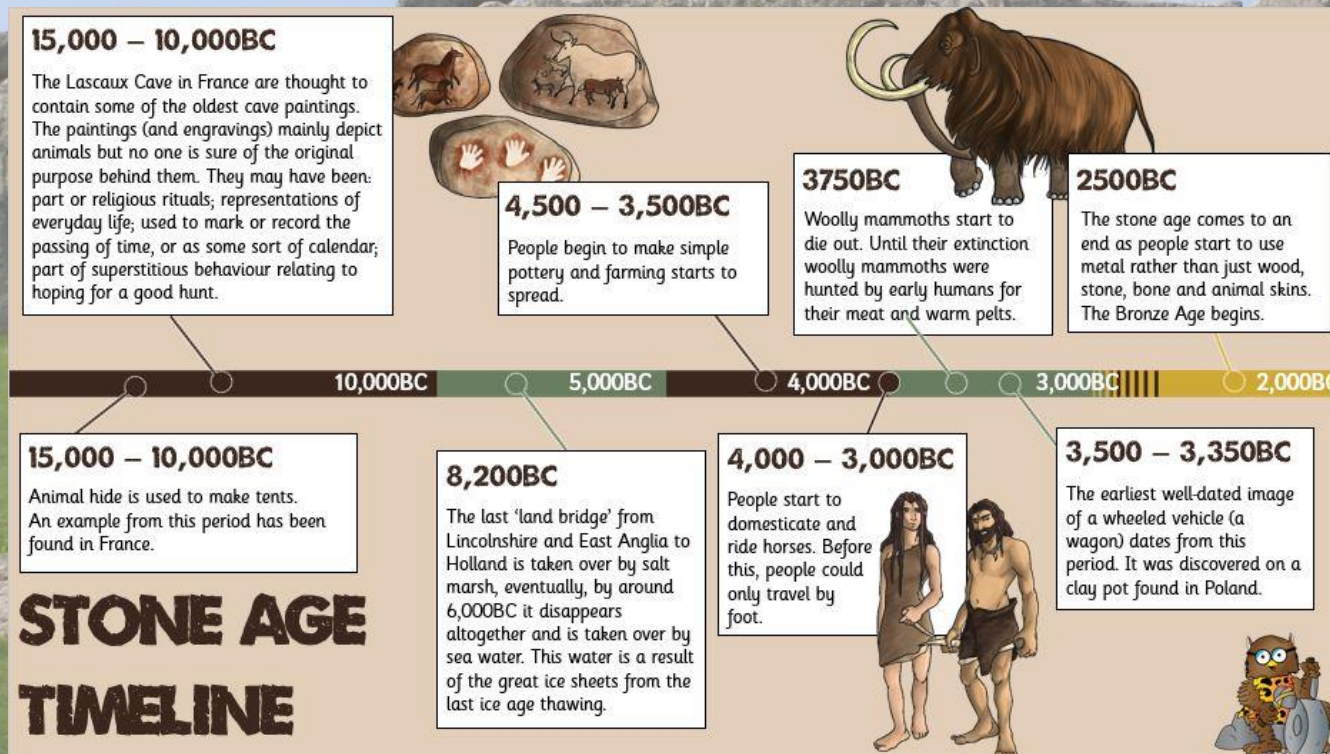 15,000 – 10,000BC
The Lascaux Cave in France are thought to
contain some of the oldest cave paintings.
The paintings (and engravings) mainly depict
animals but no one is sure of the original
purpose behind them. They may have been:
part or religious rituals; representations of
everyday life; used to mark or record the
passing of time, or as some sort of calendar;
part of superstitious behaviour relating to
hoping for a good hunt.
4,500 – 3,500BC
People begin to make simple
pottery and farming starts to
spread.
3750BC
Woolly mammoths start to
die out. Until their extinction
woolly mammoths were
hunted by early humans for
their meat and warm pelts.
2500BC
The stone age comes to an
end as people start to use
metal rather than just wood,
stone, bone and animal skins.
The Bronze Age begins.
10,000BC
5,000BC
4,000BC
3,000BC
2,000BC
15,000 – 10,000BC
Animal hide is used to make tents.
An example from this period has been
found in France.
8,200BC
The last ‘land bridge’ from
Lincolnshire and East Anglia to
Holland is taken over by salt
marsh, eventually, by around
6,000BC it disappears
altogether and is taken over by
sea water. This water is a result
of the great ice sheets from the
last ice age thawing.
4,000 – 3,000BC
People start to
domesticate and
ride horses. Before
this, people could
only travel by
foot.
3,500 – 3,350BC
The earliest well-dated image
of a wheeled vehicle (a
wagon) dates from this
period. It was discovered on a
clay pot found in Poland.
STONE AGE
TIMELINE